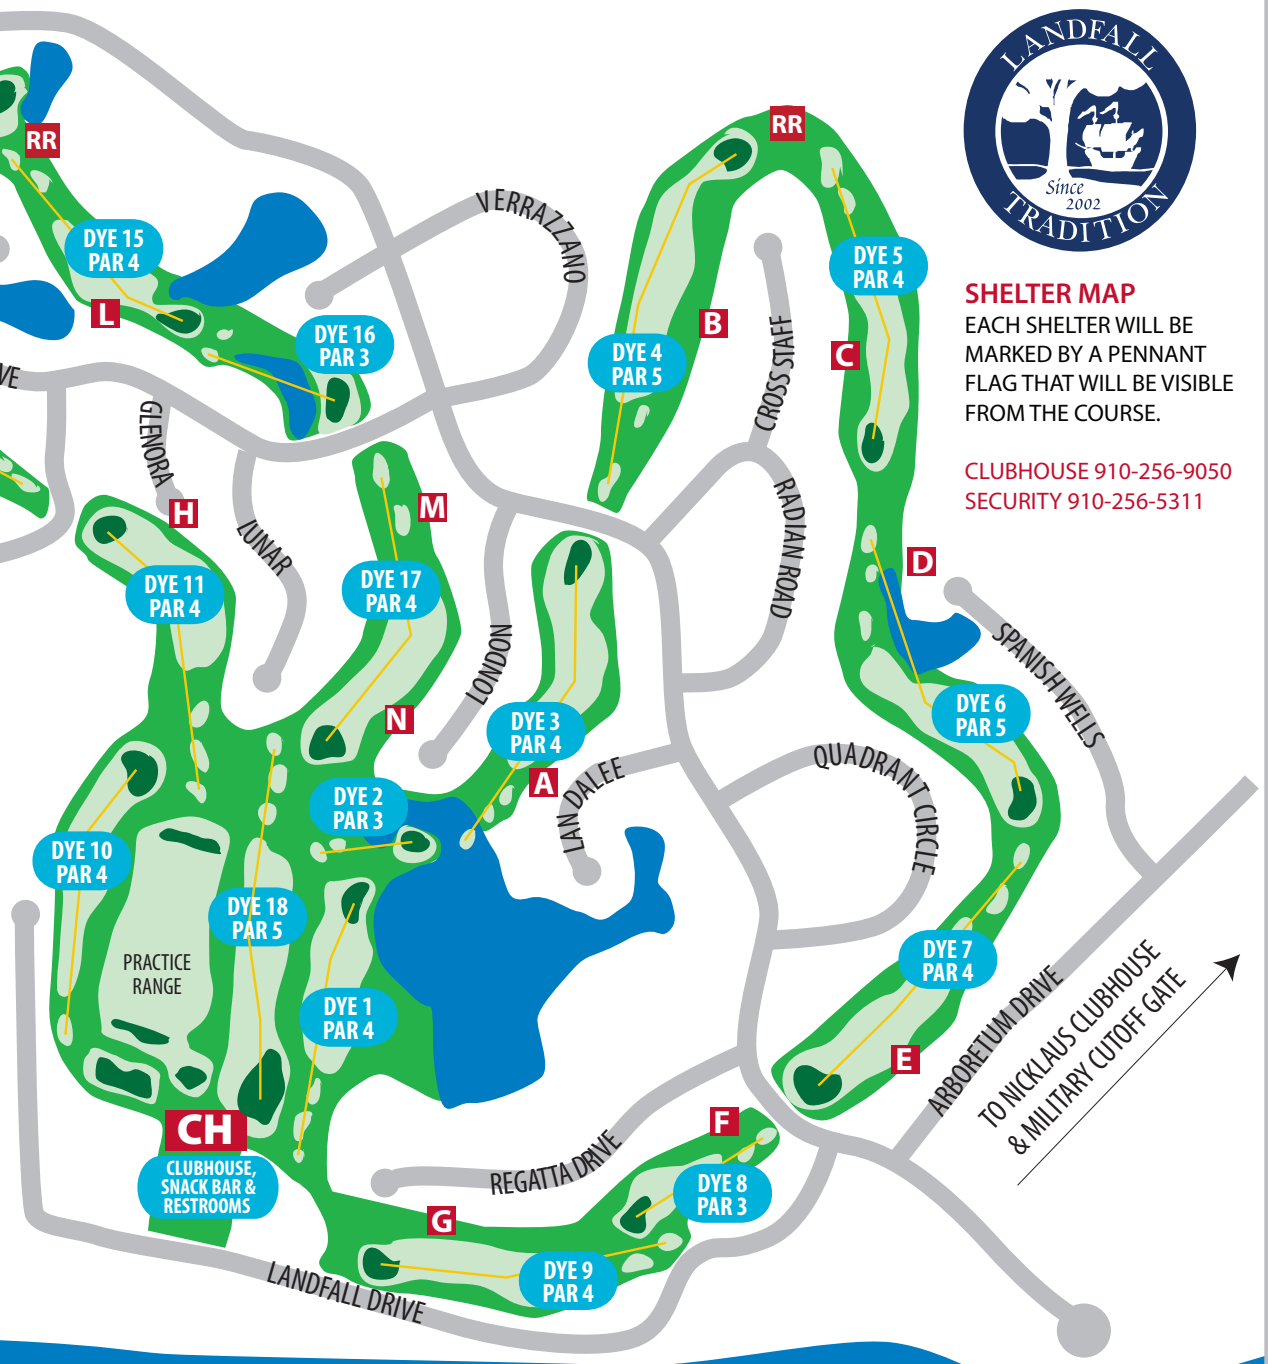 LANDFALL
Since
2002
TRADITION
SHELTER MAP
EACH SHELTER WILL BE
MARKED BY A PENNANT
FLAG THAT WILL BE VISIBLE
FROM THE COURSE.
CLUBHOUSE 910-256-9050
SECURITY 910-256-5311
RR
RR
VERRAZZANO
DYE 15
PAR 4
DYE 5
PAR 4
L
B
DYE 16
PAR 3
C
DYE 4
PAR 5
CROSS STAFF
VE
GLENORA
H
M
RADIAN ROAD
LUNAR
D
DYE 11
PAR 4
DYE 17
PAR 4
LONDON
SPANISH WELLS
N
DYE 3
PAR 4
DYE 6
PAR 5
A
LAN DALEE
QUADRANT CIRCLE
DYE 2
PAR 3
DYE 10
PAR 4
DYE 18
PAR 5
PRACTICE
RANGE
DYE 7
PAR 4
DYE 1
PAR 4
E
ARBORETUM DRIVE
TO NICKLAUS CLUBHOUSE
& MILITARY CUTOFF GATE
CH
CLUBHOUSE,
SNACK BAR &
RESTROOMS
REGATTA DRIVE
F
DYE 8
PAR 3
G
DYE 9
PAR 4
LANDFALL DRIVE